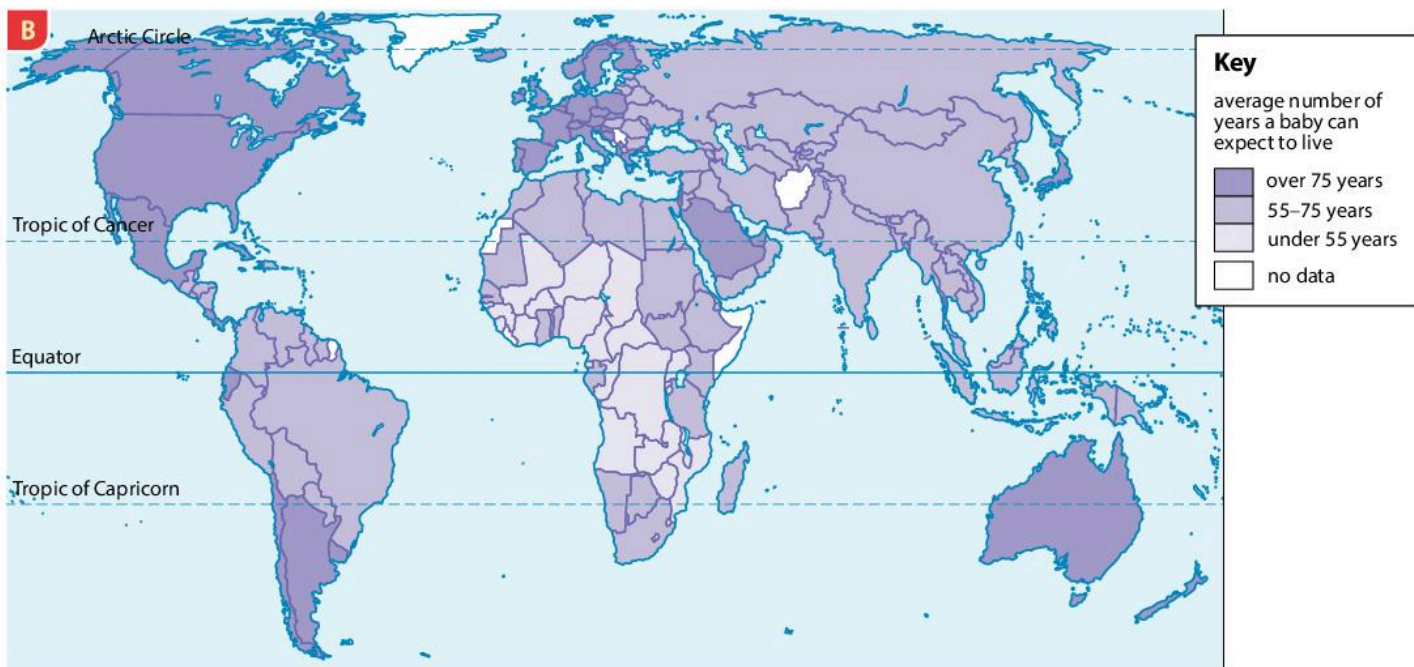 B
Arctic Circle
Tropic of Cancer
Equator
Tropic of Capricorn
Key
average number of
years a baby can
expect to live
over 75 years
55–75 years
under 55 years
no data